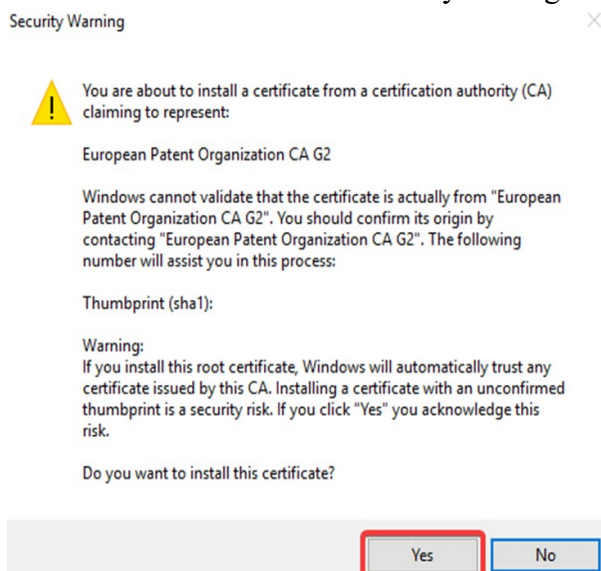 Security Warning
You are about to install a certificate from a certification authority (CA)
claiming to represent:
European Patent Organization CA G2
Windows cannot validate that the certificate is actually from "European
Patent Organization CA G2". You should confirm its origin by
contacting "European Patent Organization CA G2". The following
number will assist you in this process:
Thumbprint (sha1):
Warning:
If you install this root certificate, Windows will automatically trust any
certificate issued by this CA. Installing a certificate with an unconfirmed
thumbprint is a security risk. If you click "Yes" you acknowledge this
risk.
Do you want to install this certificate?
Yes No